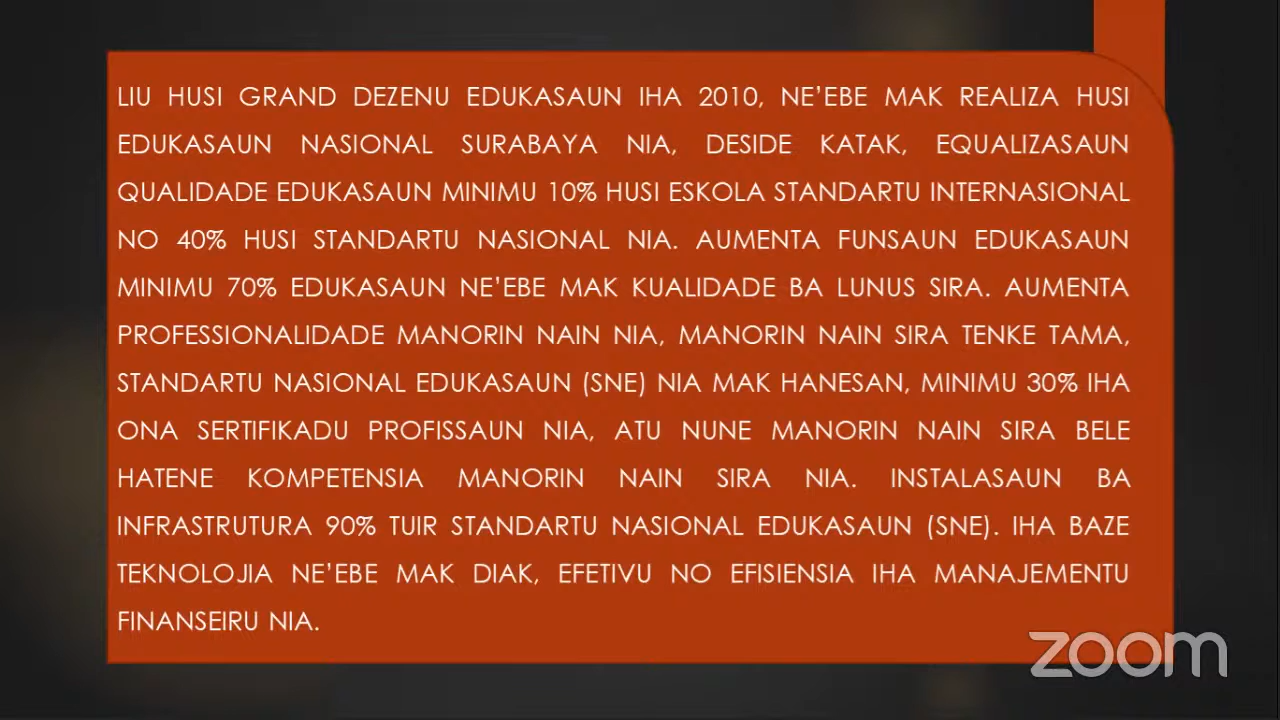 LIU HUSI GRAND DEZENU EDUKASAUN IHA 2010, NE’EBE MAK REALIZA HUSI
EDUKASAUN NASIONAL SURABAYA NIA, DESIDE KATAK, EQUALIZASAUN
QUALIDADE EDUKASAUN MINIMU 10% HUSI ESKOLA STANDARTU INTERNASIONAL
NO 40% HUSI STANDARTU NASIONAL NIA. AUMENTA FUNSAUN EDUKASAUN
MINIMU 70% EDUKASAUN NE’EBE MAK KUALIDADE BA LUNUS SIRA. AUMENTA
PROFESSIONALIDADE MANORIN NAIN NIA, MANORIN NAIN SIRA TENKE TAMA,
STANDARTU NASIONAL EDUKASAUN (SNE) NIA MAK HANESAN, MINIMU 30% IHA
ONA SERTIFIKADU PROFISSAUN NIA, ATU NUNE MANORIN NAIN SIRA BELE
HATENE KOMPETENSIA MANORIN NAIN SIRA NIA. INSTALASAUN BA
INFRASTRUTURA 90% TUIR STANDARTU NASIONAL EDUKASAUN (SNE). IHA BAZE
TEKNOLOJIA NE’EBE MAK DIAK, EFETIVU NO EFISIENSIA IHA MANAJEMENTU
FINANSEIRU NIA.
zoom